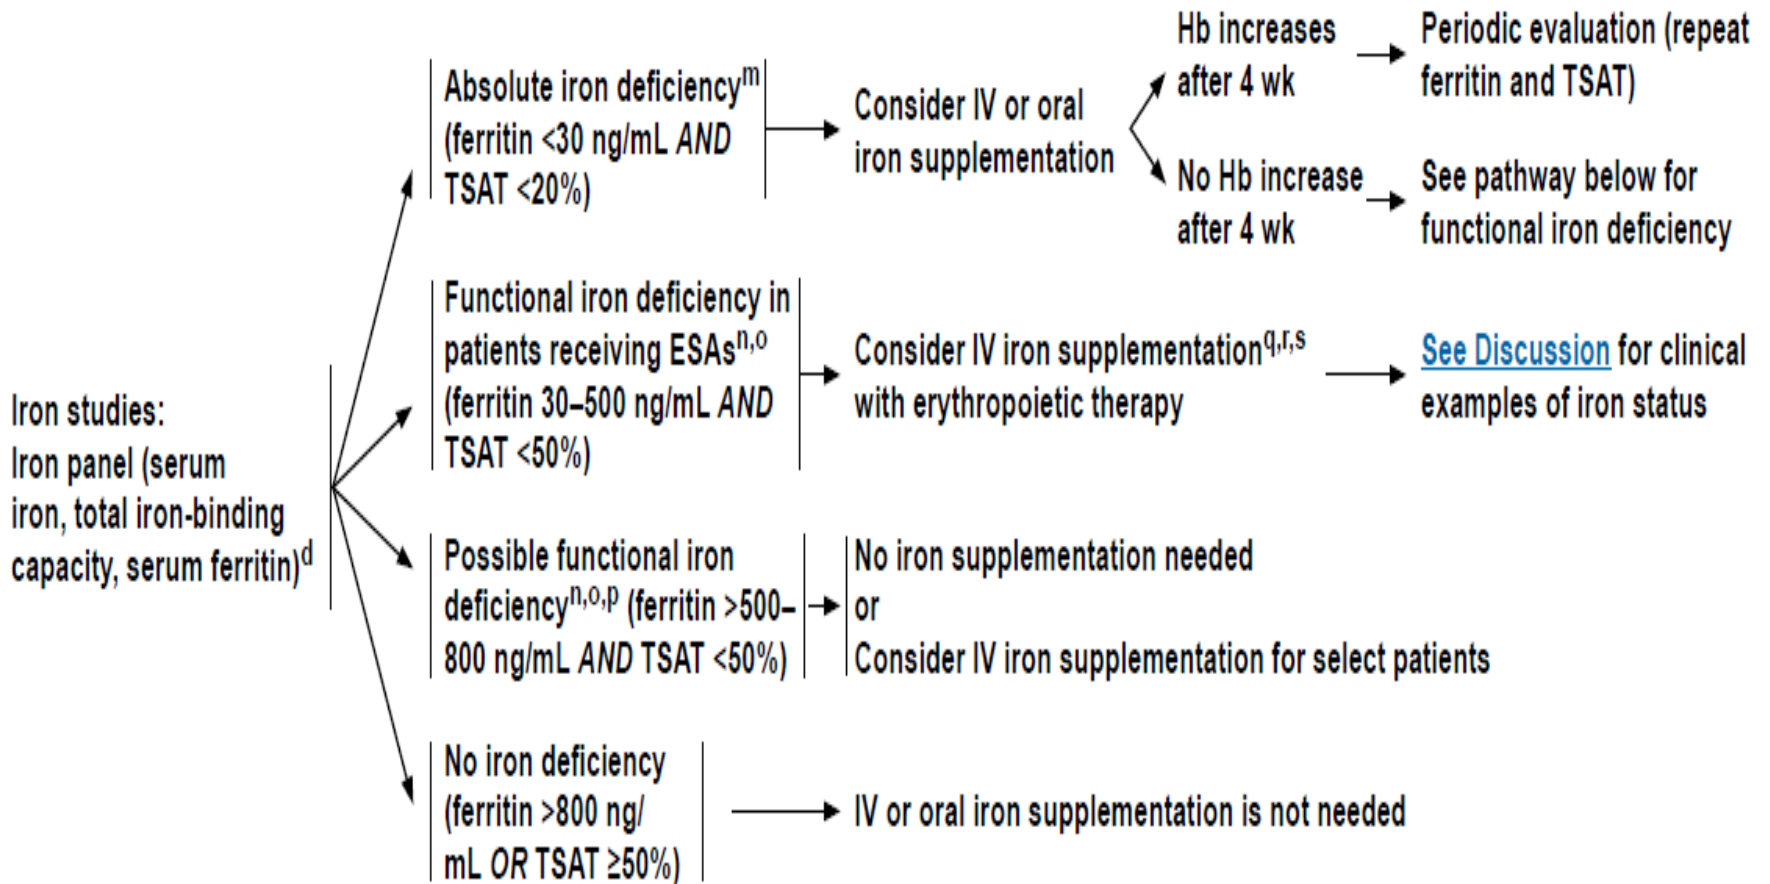 Iron studies:
Iron panel (serum
iron, total iron-binding
capacity, serum ferritin)d
Absolute iron deficiencym
(ferritin <30 ng/mL AND
TSAT <20%)
Consider IV or oral
iron supplementation
Hb increases
after 4 wk
Periodic evaluation (repeat
ferritin and TSAT)
No Hb increase
after 4 wk
See pathway below for
functional iron deficiency
Functional iron deficiency in
patients receiving ESAsn,o
(ferritin 30–500 ng/mL AND
TSAT <50%)
Consider IV iron supplementationq,r,s
with erythropoietic therapy
See Discussion for clinical
examples of iron status
Possible functional iron
deficiencyn,o,p (ferritin >500–
800 ng/mL AND TSAT <50%)
No iron supplementation needed
or
Consider IV iron supplementation for select patients
No iron deficiency
(ferritin >800 ng/
mL OR TSAT ≥50%)
IV or oral iron supplementation is not needed